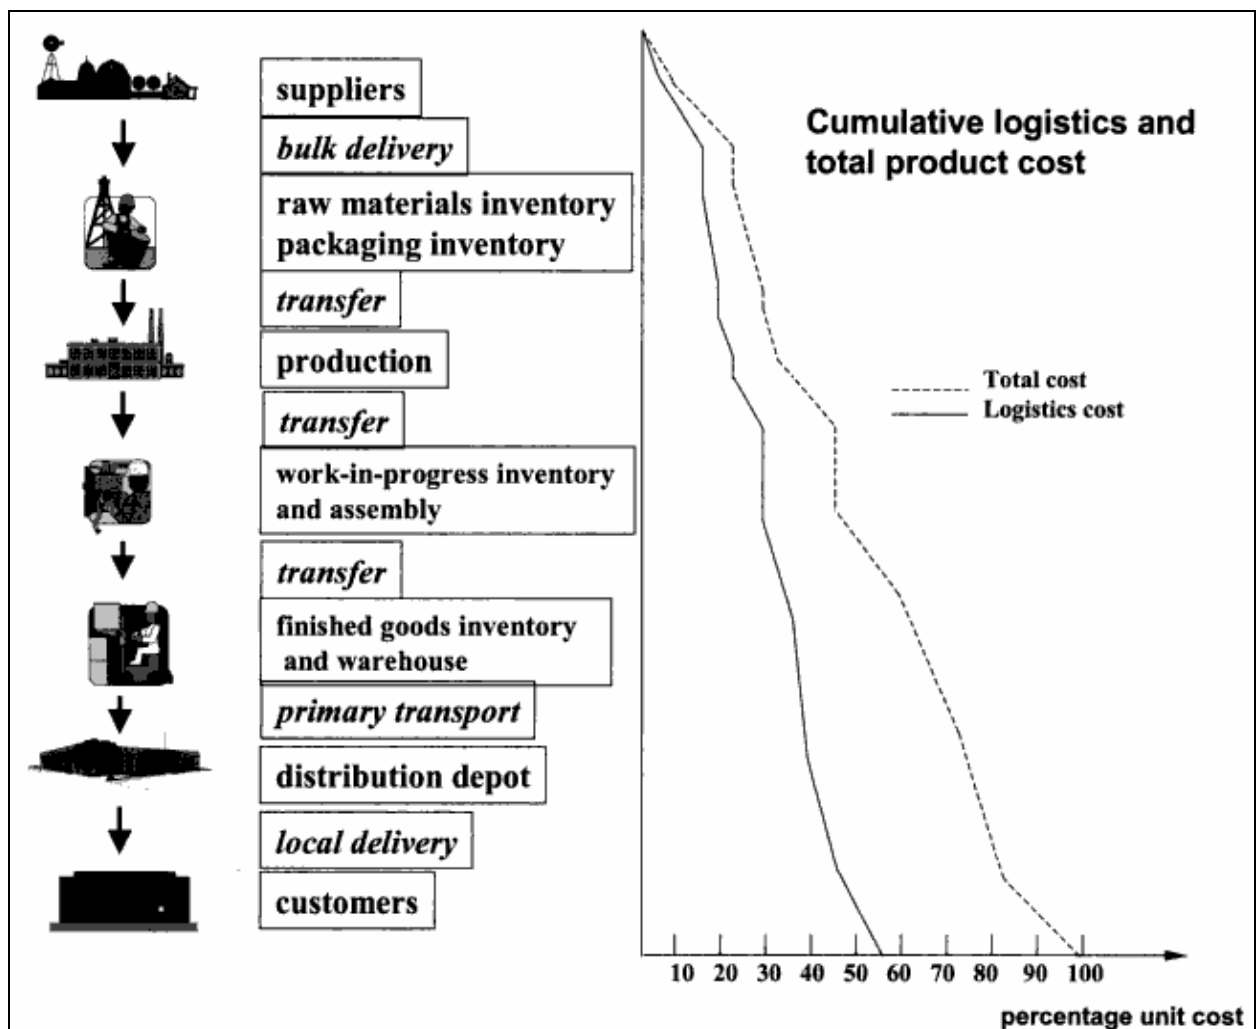 suppliers
bulk delivery
raw materials inventory
packaging inventory
transfer
production
transfer
work-in-progress inventory
and assembly
transfer
finished goods inventory
and warehouse
primary transport
distribution depot
local delivery
customers
Cumulative logistics and
total product cost
Total cost
Logistics cost
10 20 30 40 50 60 70 80 90 100
percentage unit cost